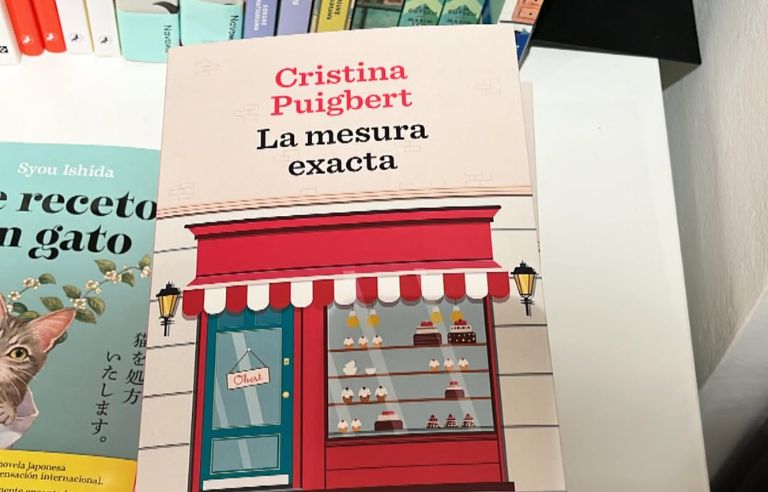 Cristina
Puigbert
La mesura
exacta
Obert
Syou Ishida
e receto
n gato
猫を処方
いたします。
novela japonesa
ensación internacional.